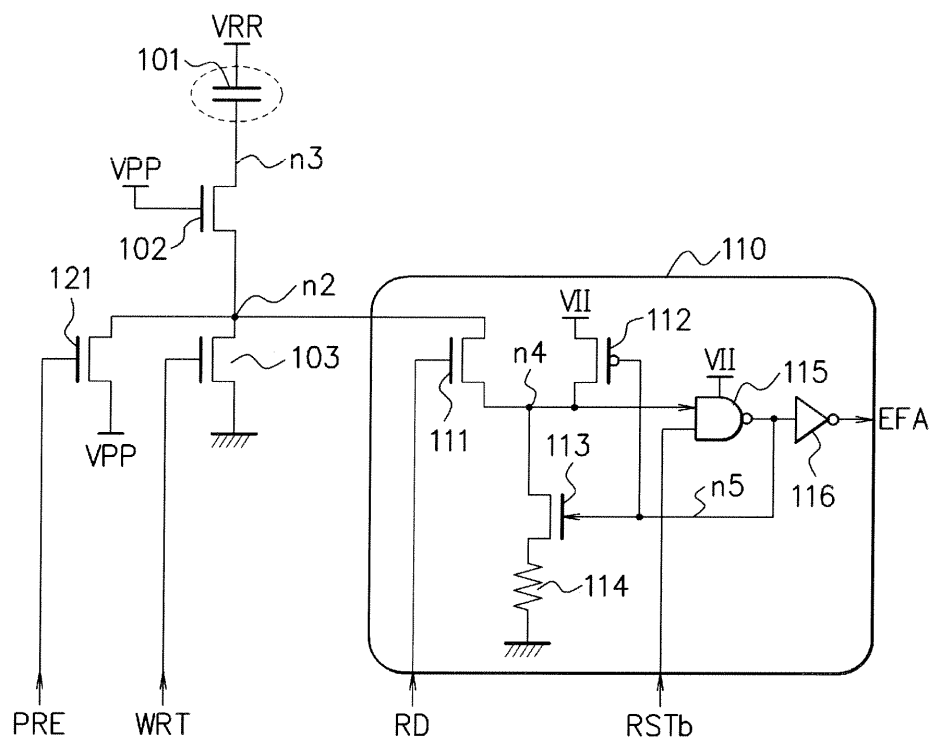 VRR
101
n3
VPP
102
110
121
n2
VII
112
103
n4
VII
115
EFA
111
113
VPP
n5
116
114
PRE
WRT
RD
RSTb